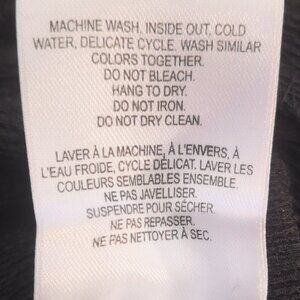 MACHINE WASH, INSIDE OUT, COLD
WATER, DELICATE CYCLE. WASH SIMILAR
COLORS TOGETHER.
DO NOT BLEACH.
HANG TO DRY.
DO NOT IRON.
DO NOT DRY CLEAN.
LAVER À LA MACHINE, À L'ENVERS, À
L'EAU FROIDE, CYCLE DÉLICAT. LAVER LES
COULEURS SEMBLABLES ENSEMBLE.
NE PAS JAVELLISER.
SUSPENDRE POUR SÉCHER.
NE PAS REPASSER.
NE PAS NETTOYER À SEC.